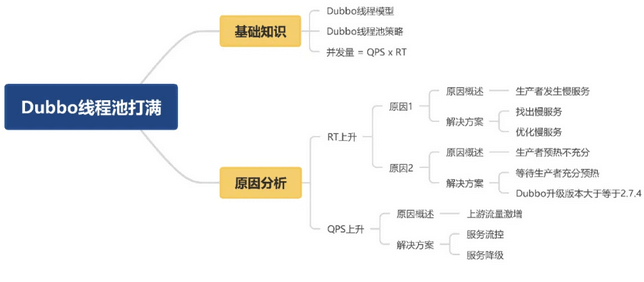 Dubbo线程池打满
基础知识
Dubbo线程模型
Dubbo线程池策略
并发量 = QPS x RT
原因分析
RT上升
原因1
原因概述
生产者发生慢服务
解决方案
找出慢服务
优化慢服务
原因2
原因概述
生产者预热不充分
解决方案
等待生产者充分预热
Dubbo升级版本大于等于2.7.4
QPS上升
原因概述
上游流量激增
解决方案
服务流控
服务降级